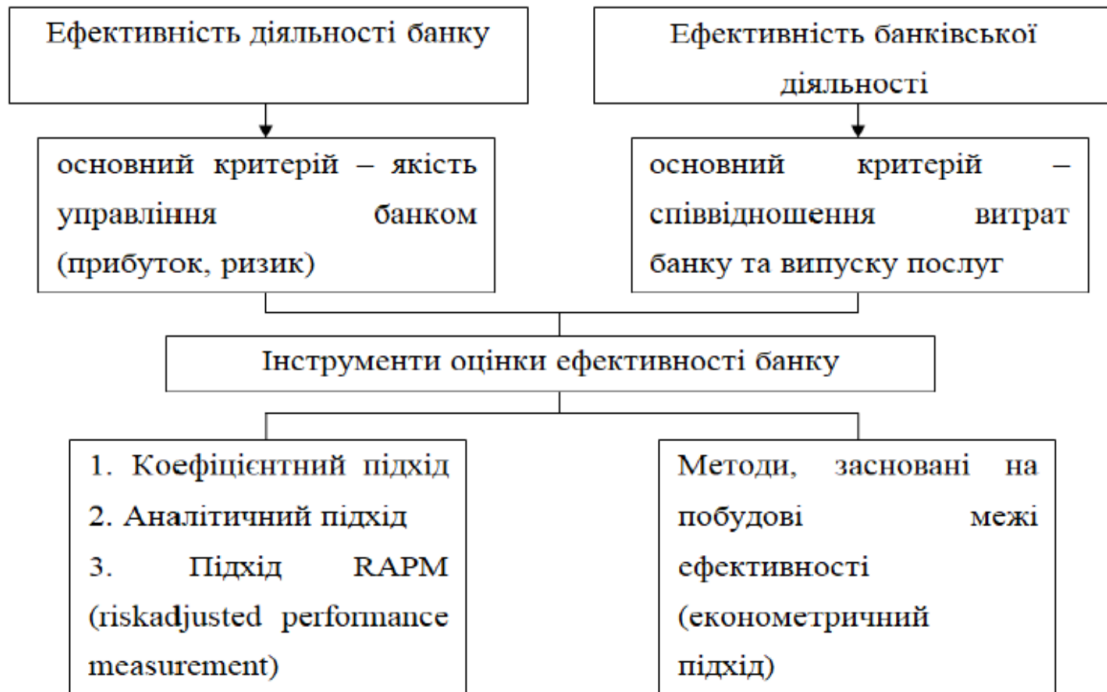 Ефективність діяльності банку
Ефективність банківської
діяльності
основний критерій – якість
управління банком
(прибуток, ризик)
основний критерій –
співвідношення витрат
банку та випуску послуг
Інструменти оцінки ефективності банку
1. Коефіцієнтний підхід
2. Аналітичний підхід
3. Підхід RAPM
(riskadjusted performance
measurement)
Методи, засновані на
побудові межі
ефективності
(економетричний
підхід)